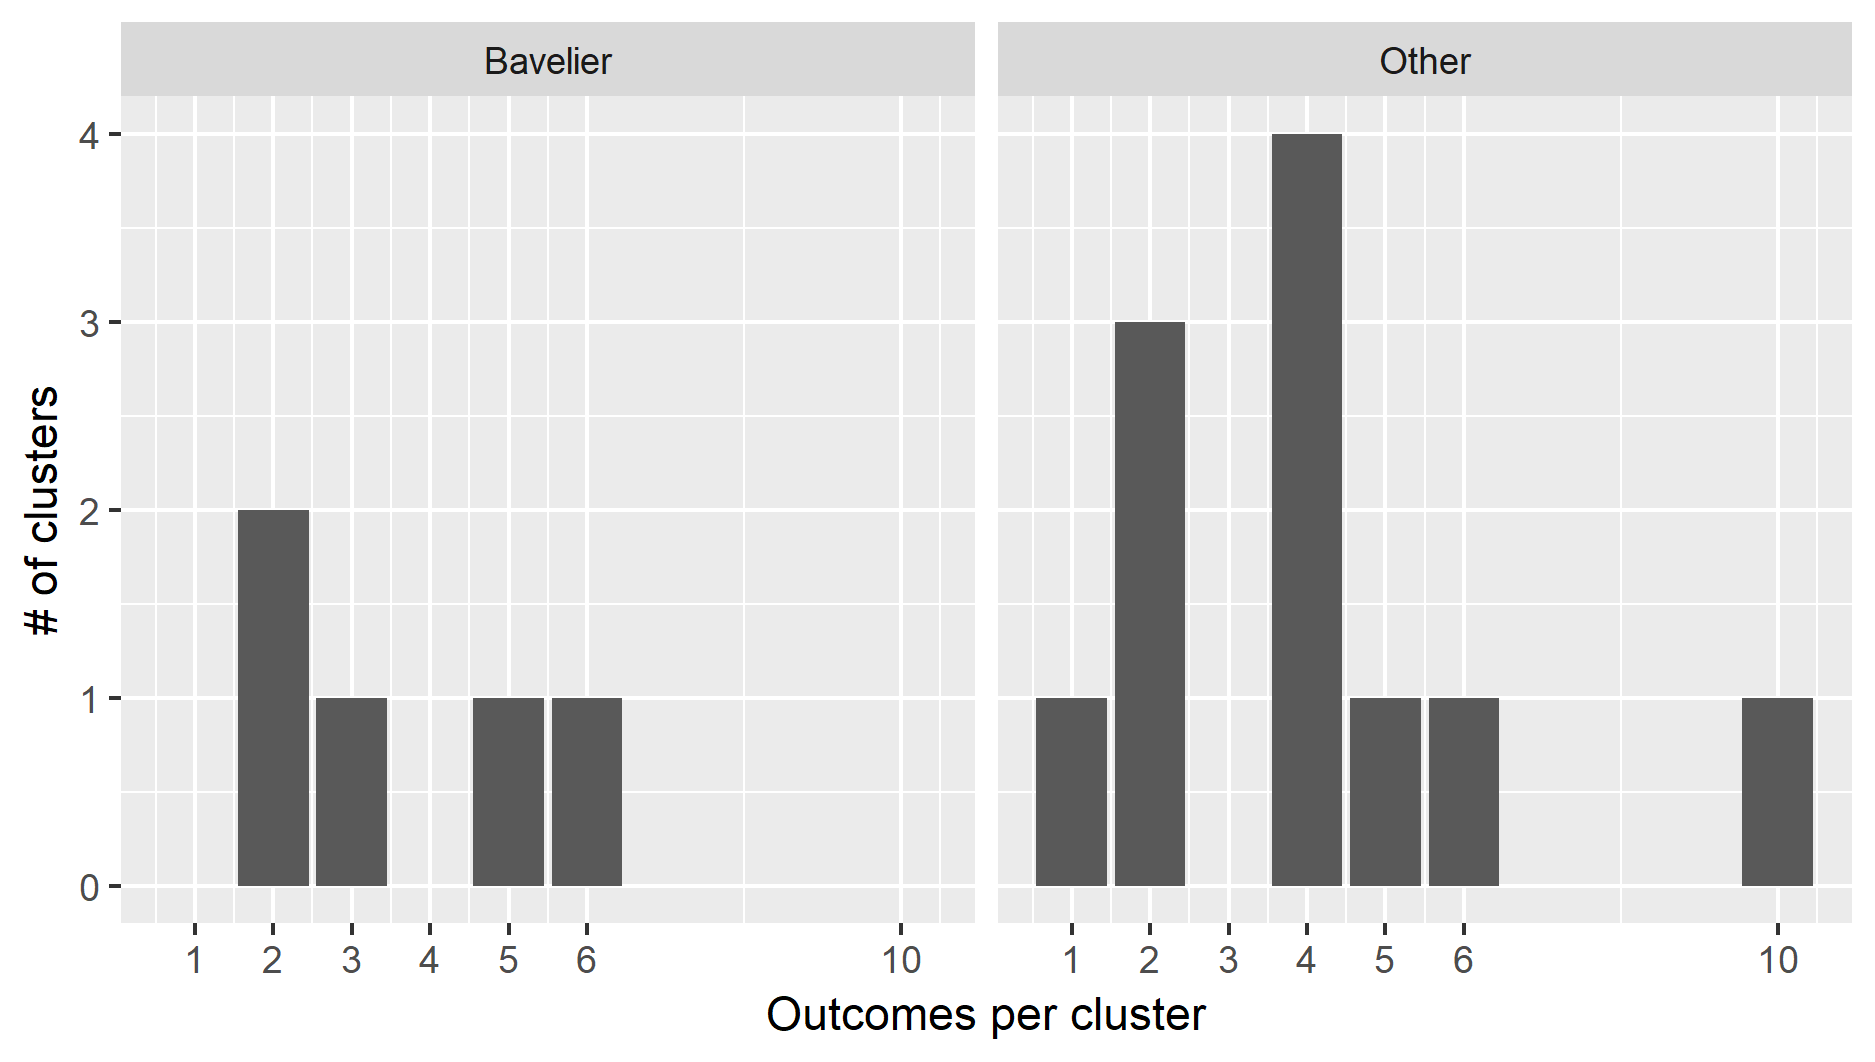 Bavelier
Other
4
3
2
1
0
# of clusters
1 2 3 4 5 6 10
1 2 3 4 5 6 10
Outcomes per cluster